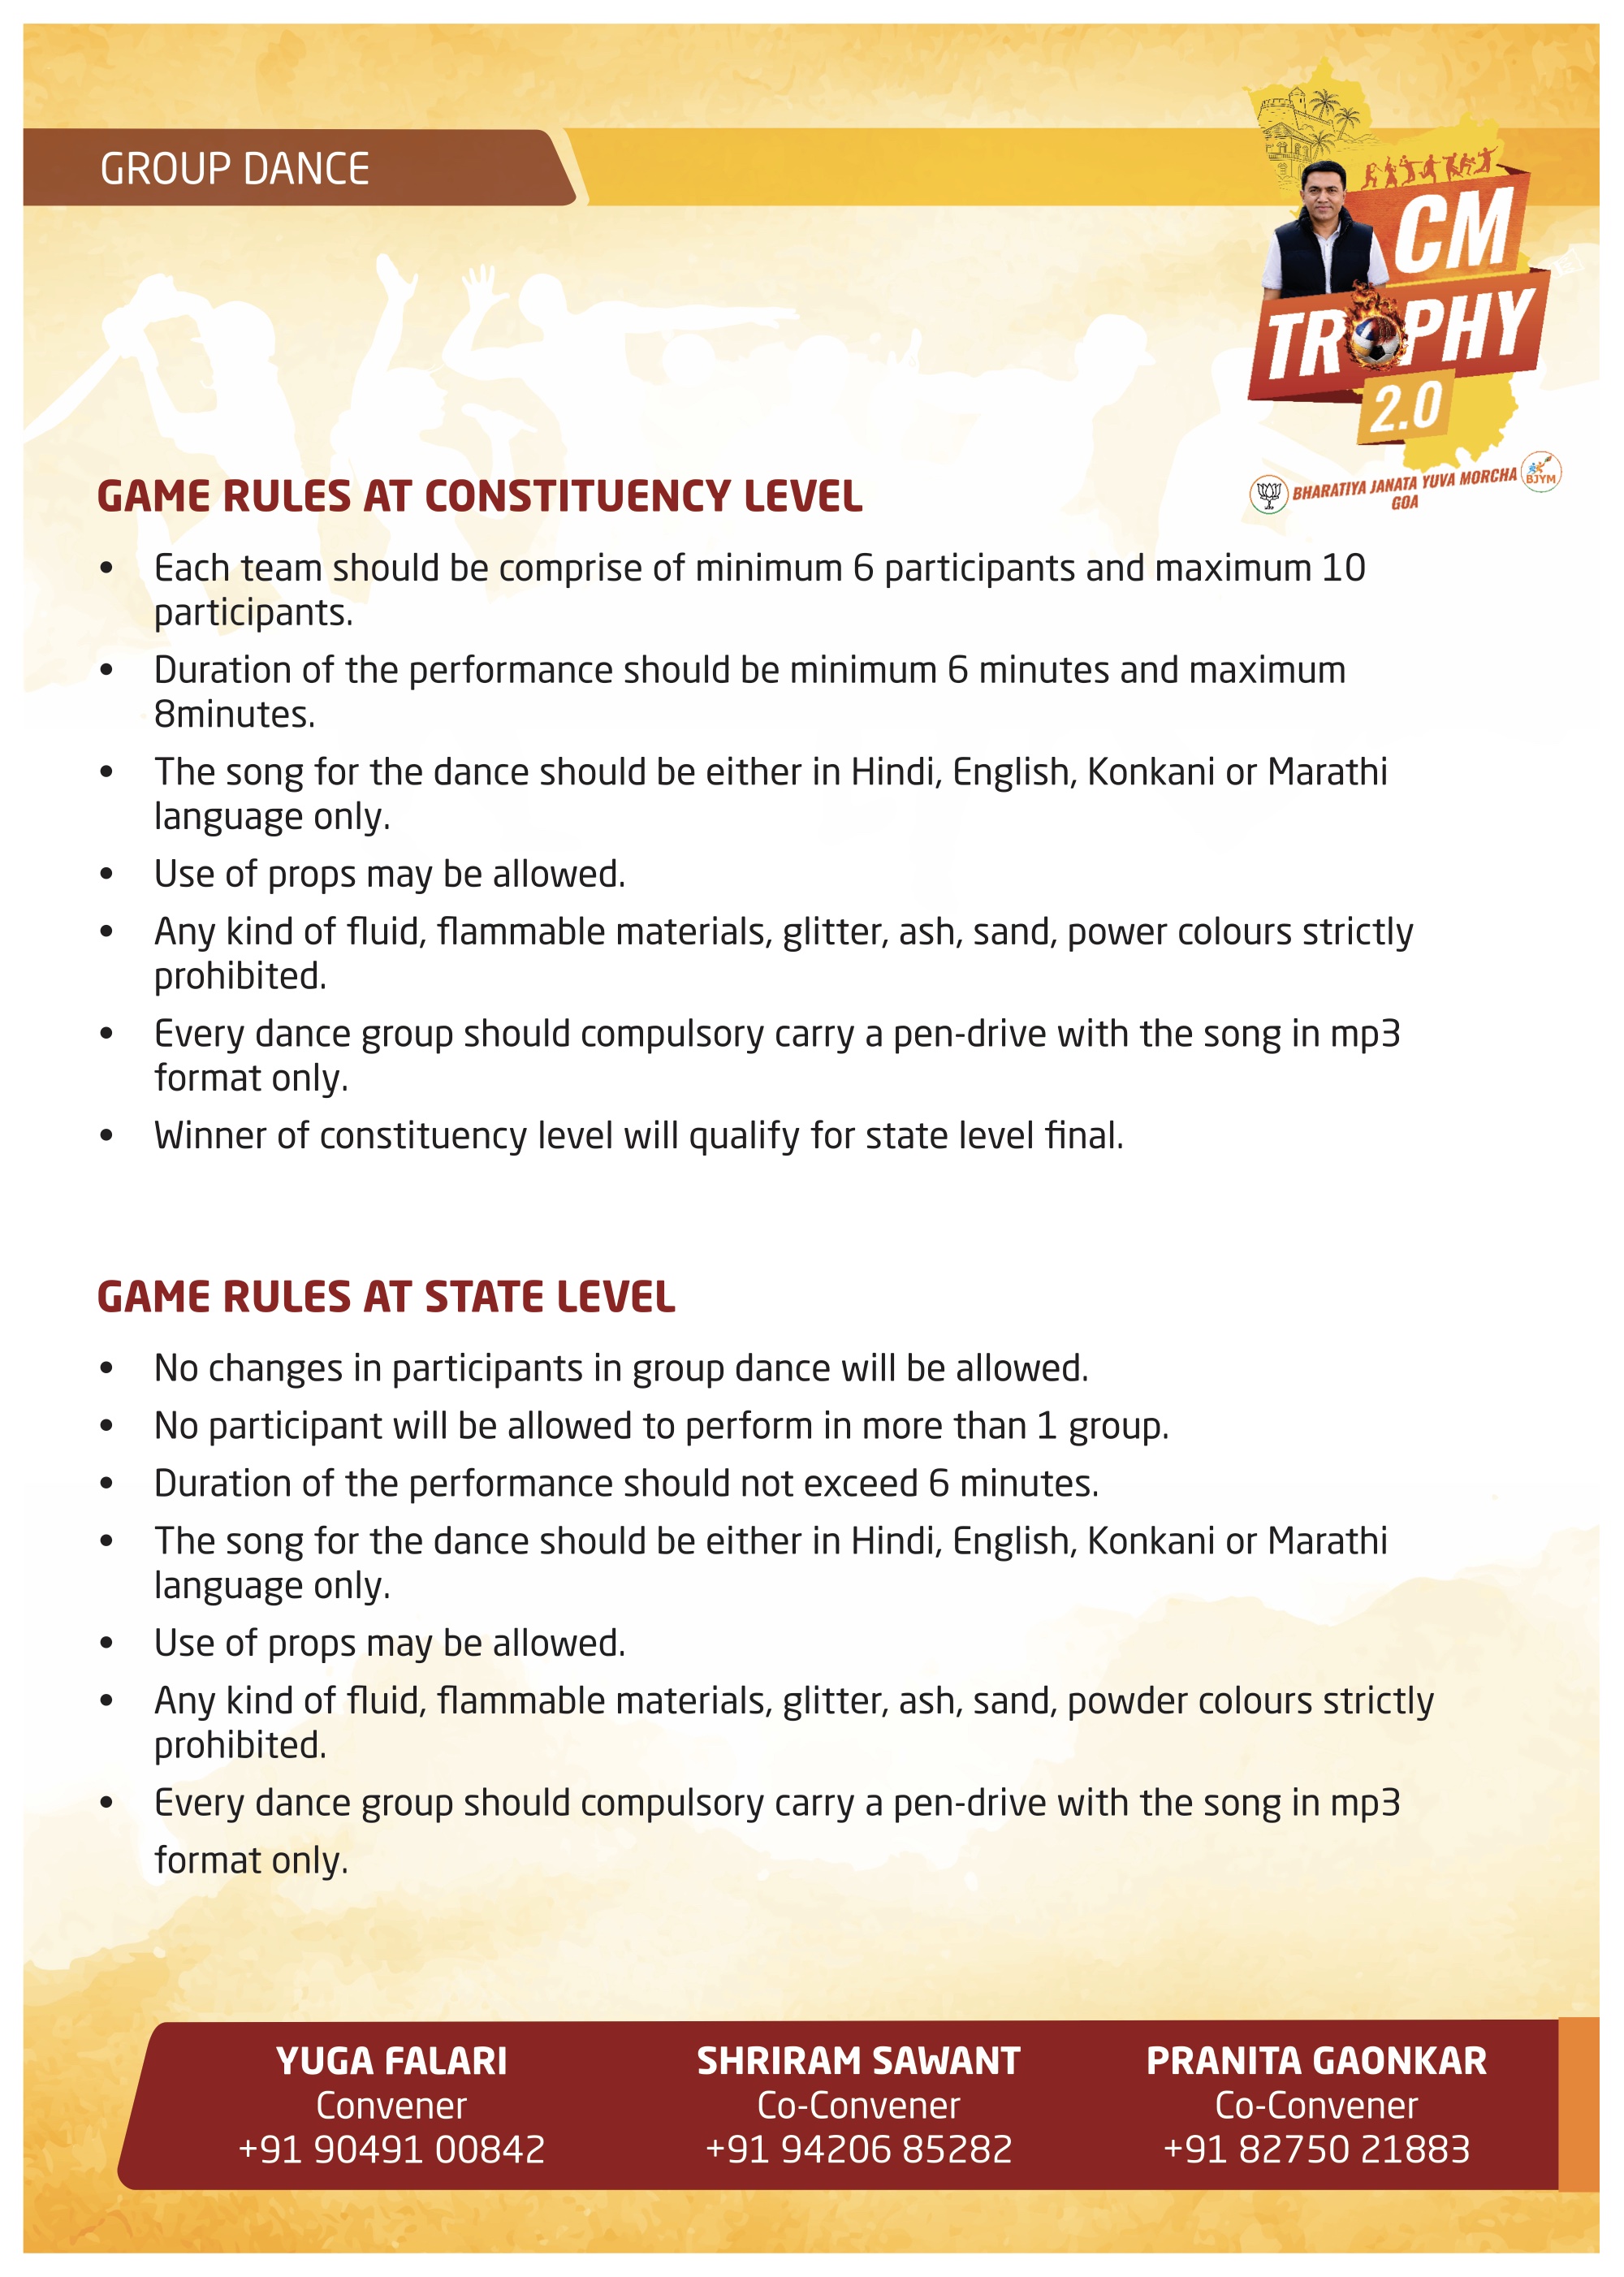 GROUP DANCE
CM
TROPHY
2.0
BHARATIYA JANATA YUVA MORCHA
GOA
BJYM
GAME RULES AT CONSTITUENCY LEVEL
• Each team should be comprise of minimum 6 participants and maximum 10
participants.
• Duration of the performance should be minimum 6 minutes and maximum
8minutes.
• The song for the dance should be either in Hindi, English, Konkani or Marathi
language only.
• Use of props may be allowed.
• Any kind of fluid, flammable materials, glitter, ash, sand, power colours strictly
prohibited.
• Every dance group should compulsory carry a pen-drive with the song in mp3
format only.
• Winner of constituency level will qualify for state level final.
GAME RULES AT STATE LEVEL
• No changes in participants in group dance will be allowed.
• No participant will be allowed to perform in more than 1 group.
• Duration of the performance should not exceed 6 minutes.
• The song for the dance should be either in Hindi, English, Konkani or Marathi
language only.
• Use of props may be allowed.
• Any kind of fluid, flammable materials, glitter, ash, sand, powder colours strictly
prohibited.
• Every dance group should compulsory carry a pen-drive with the song in mp3
format only.
YUGA FALARI
Convener
+91 90491 00842
SHRIRAM SAWANT
Co-Convener
+91 94206 85282
PRANITA GAONKAR
Co-Convener
+91 82750 21883